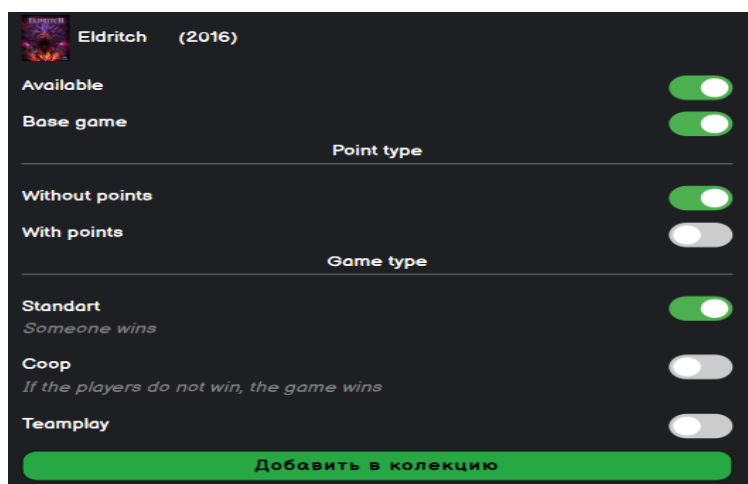 ELDRITCH
Eldritch (2016)
Available
Base game
Point type
Without points
With points
Game type
Standart
Someone wins
Coop
If the players do not win, the game wins
Teamplay
Добавить в колекцию